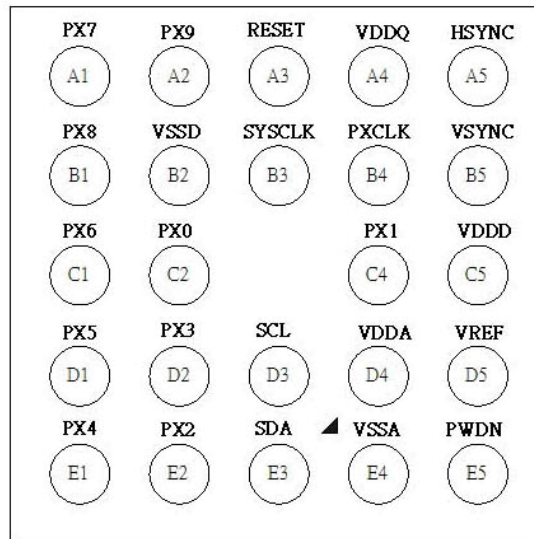 PX7 PX9 RESET VDDQ HSYNC
A1 A2 A3 A4 A5
PX8 VSSD SYSCLK PXCLK VSYNC
B1 B2 B3 B4 B5
PX6 PX0 PX1 VDDD
C1 C2 C4 C5
PX5 PX3 SCL VDDA VREF
D1 D2 D3 D4 D5
PX4 PX2 SDA VSSA PWDN
E1 E2 E3 E4 E5